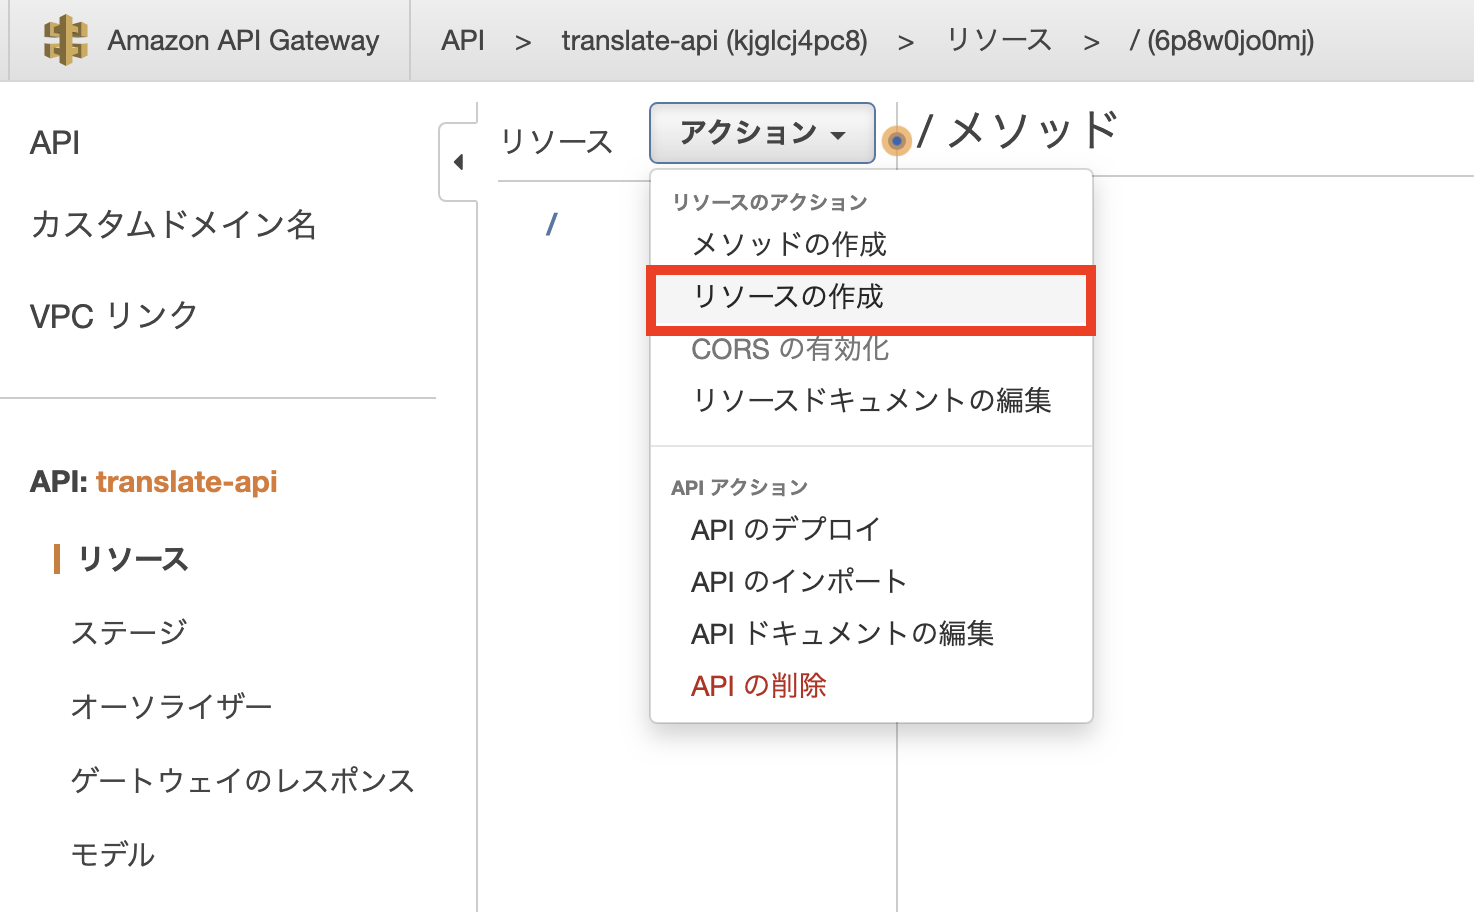 Amazon API Gateway
API > translate-api (kjglcj4pc8) > リソース > / (6p8w0jo0mj)
API
カスタムドメイン名
VPC リンク
API: translate-api
リソース
ステージ
オーソライザー
ゲートウェイのレスポンス
モデル
リソース
アクション
/ メソッド
/
リソースのアクション
メソッドの作成
リソースの作成
CORS の有効化
リソースドキュメントの編集
API アクション
API のデプロイ
API のインポート
API ドキュメントの編集
API の削除